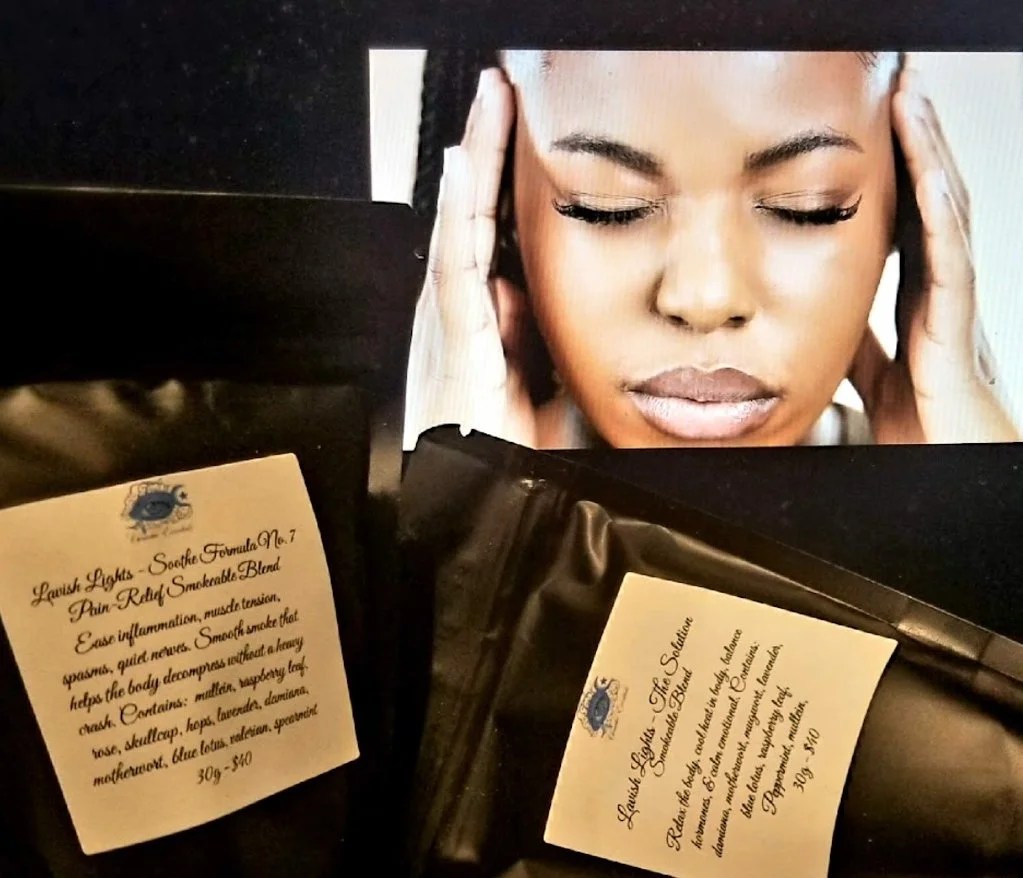 Lavish Lights - Soothe Formula No. 7
Pain-Relief Smokeable Blend
Ease inflammation, muscle tension,
spasms, quiet nerves. Smooth smoke that
helps the body decompress without a heavy
crash. Contains: mullein, raspberry leaf,
rose, skullcap, hops, lavender, damiana,
motherwort, blue lotus, valerian, spearmint
30g - $40
Lavish Lights - The Solution
Smokeable Blend
Relax the body, cool heat in body, balance
hormones, & calm emotional. Contains:
damiana, motherwort, mugwort, lavender,
blue lotus, raspberry leaf,
Peppermint, mullein,
30g - $40